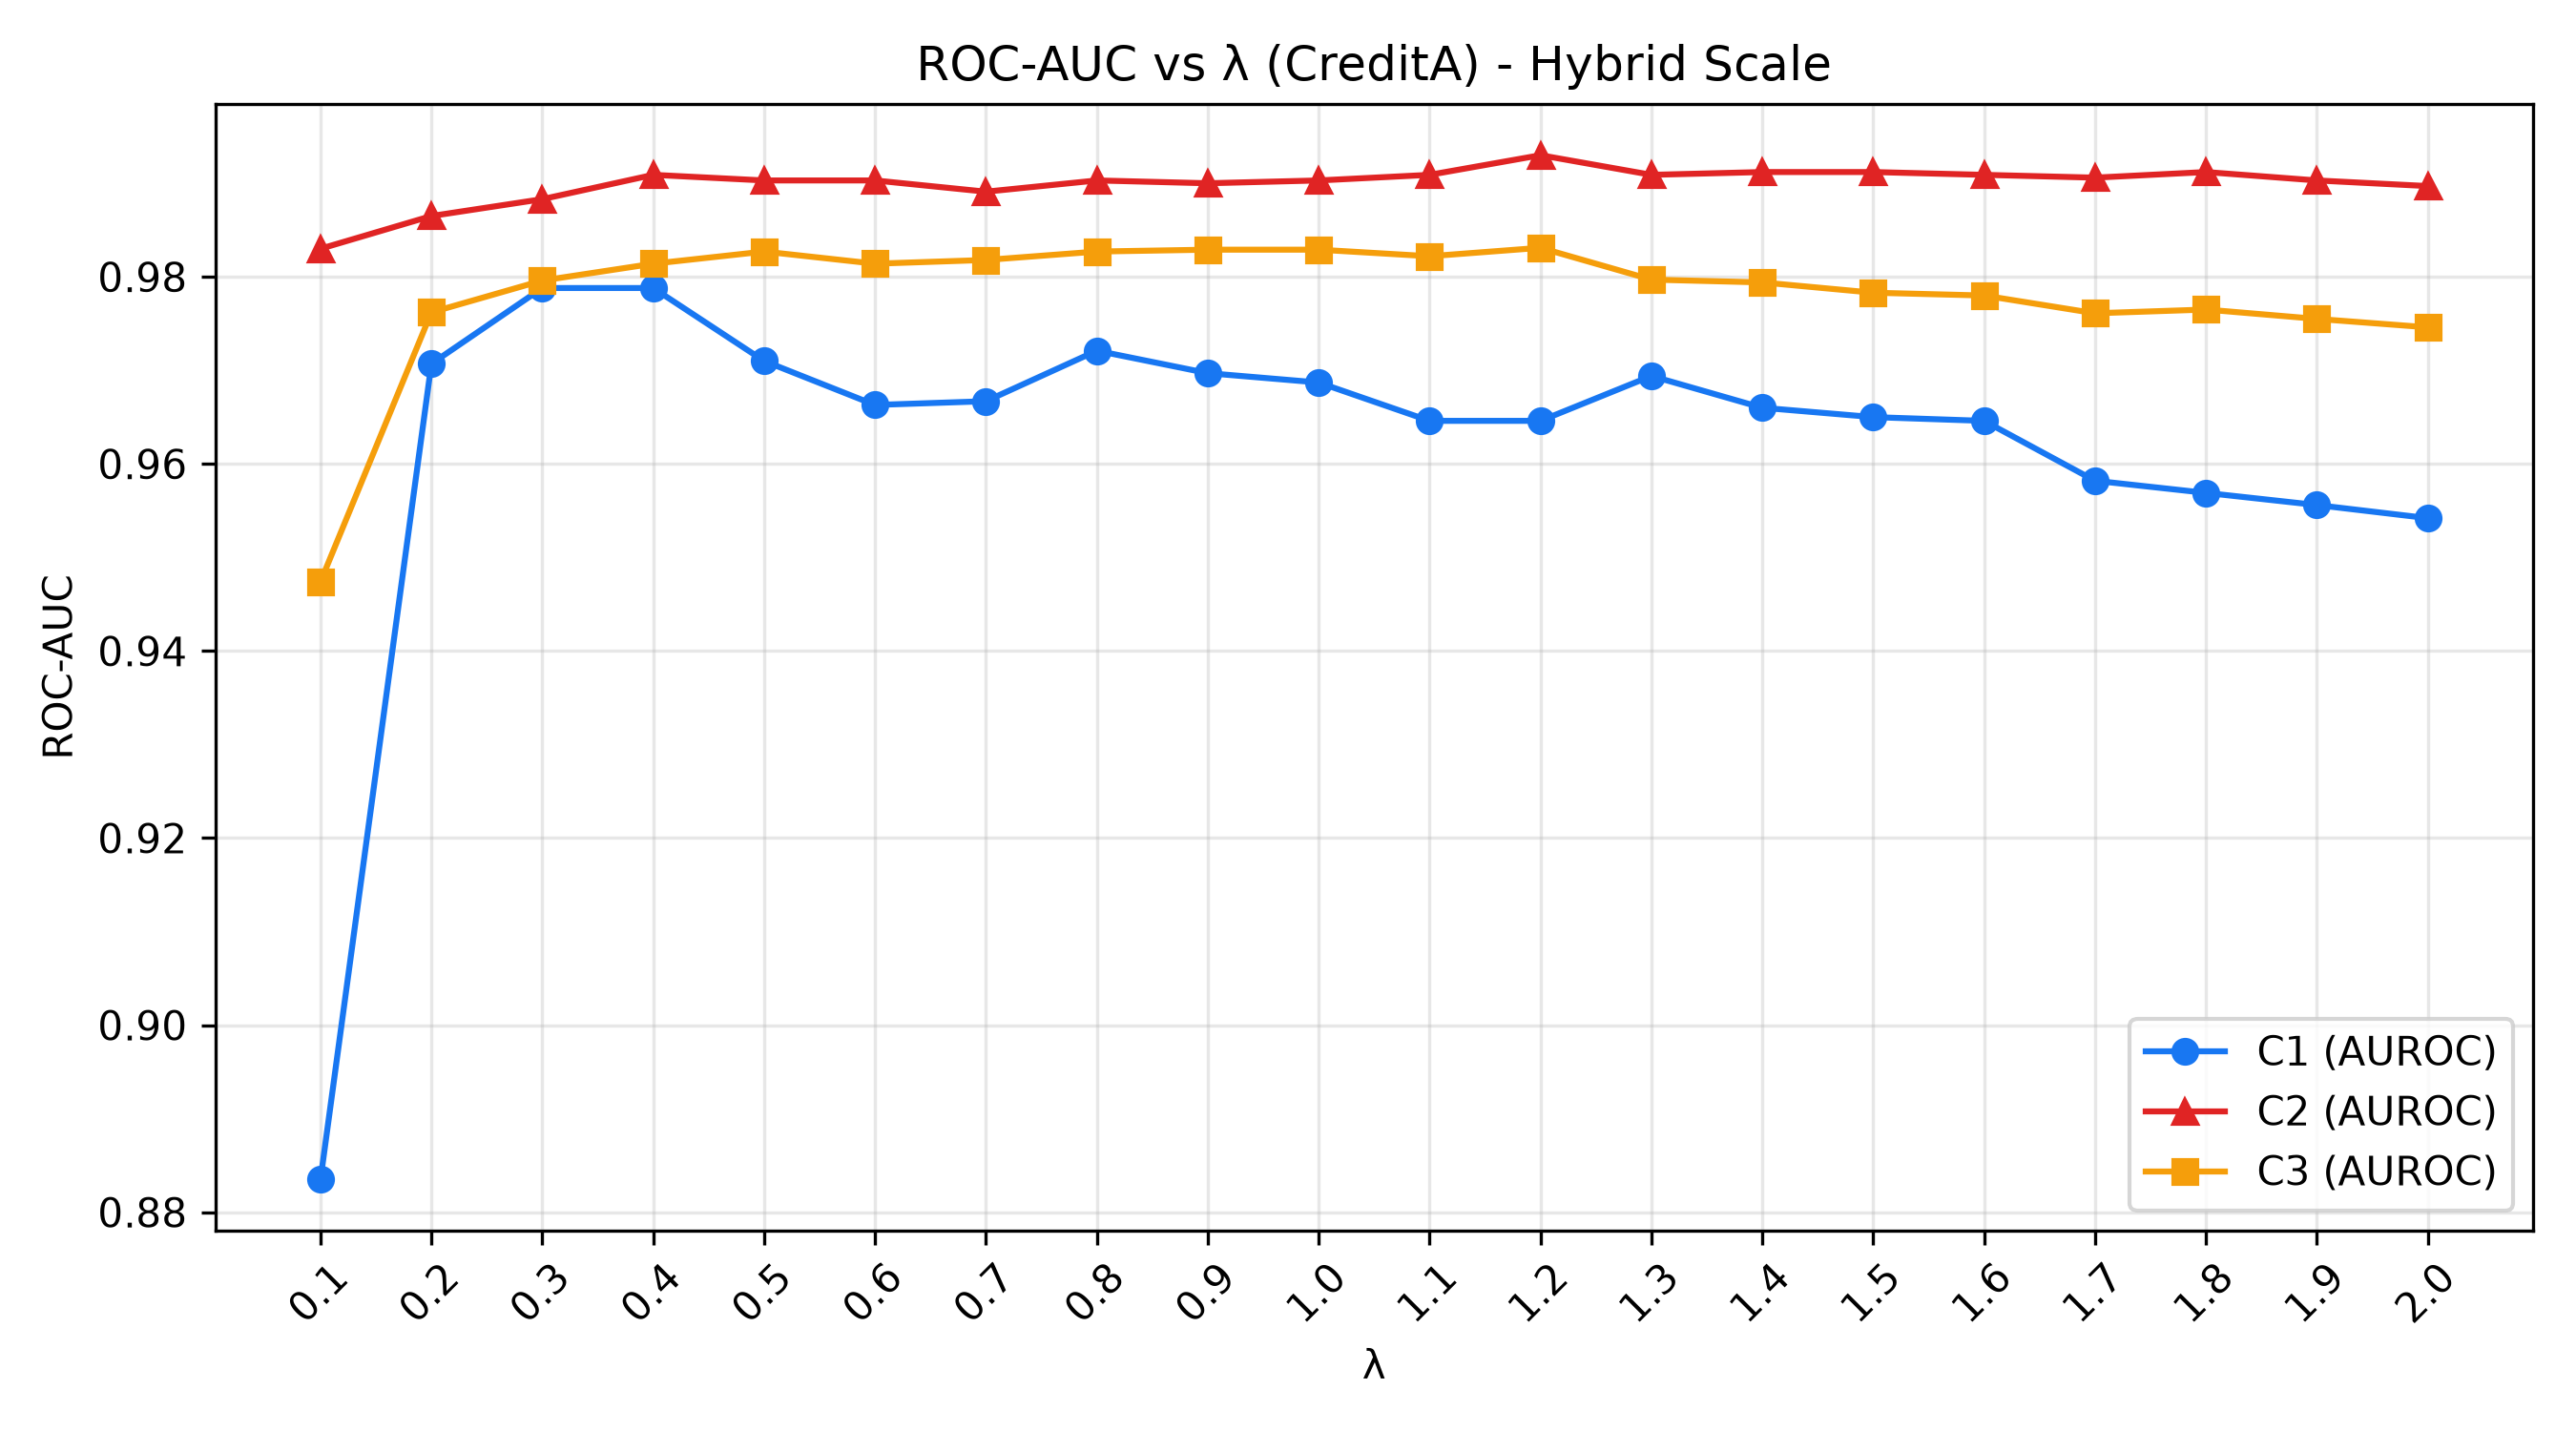 ROC-AUC vs λ (CreditA) - Hybrid Scale
ROC-AUC
0.98
0.96
0.94
0.92
0.90
0.88
C1 (AUROC)
C2 (AUROC)
C3 (AUROC)
0.1 0.2 0.3 0.4 0.5 0.6 0.7 0.8 0.9 1.0 1.1 1.2 1.3 1.4 1.5 1.6 1.7 1.8 1.9 2.0
λ